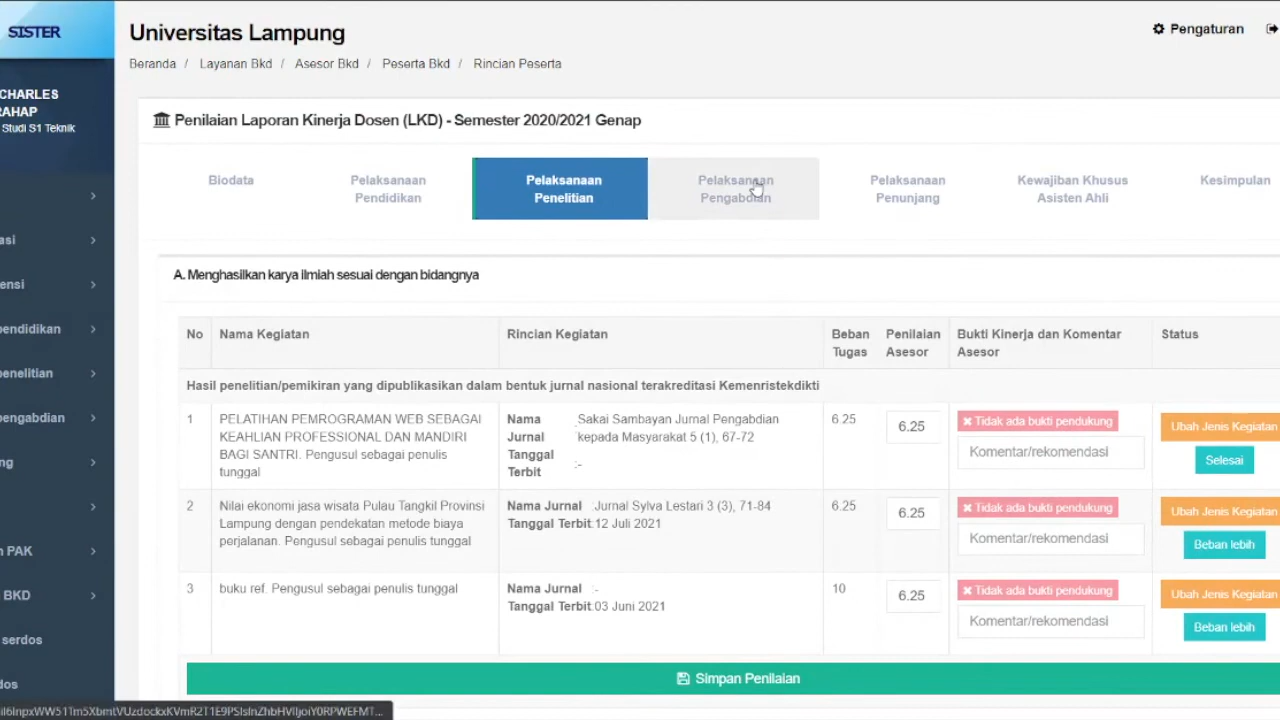 SISTER
Universitas Lampung
Pengaturan
Beranda / Layanan Bkd / Asesor Bkd / Peserta Bkd / Rincian Peserta
CHARLES
RAHAP
Studi S1 Teknik
asi
ensi
pendidikan
penelitian
pengabdian
ng
n PAK
BKD
serdos
dos
Penilaian Laporan Kinerja Dosen (LKD) - Semester 2020/2021 Genap
Biodata
Pelaksanaan
Pendidikan
Pelaksanaan
Penelitian
Pelaksanaan
Pengabdian
Pelaksanaan
Penunjang
Kewajiban Khusus
Asisten Ahli
Kesimpulan
A. Menghasilkan karya ilmiah sesuai dengan bidangnya
No
Nama Kegiatan
Rincian Kegiatan
Beban
Tugas
Penilaian
Asesor
Bukti Kinerja dan Komentar
Asesor
Status
Hasil penelitian/pemikiran yang dipublikasikan dalam bentuk jurnal nasional terakreditasi Kemenristekdikti
1
PELATIHAN PEMROGRAMAN WEB SEBAGAI
KEAHLIAN PROFESSIONAL DAN MANDIRI
BAGI SANTRI. Pengusul sebagai penulis
tunggal
Nama
Jurnal
:Sakai Sambayan Jurnal Pengabdian
kepada Masyarakat 5 (1), 67-72
Tanggal
Terbit
:-
6.25
6.25
Tidak ada bukti pendukung
Komentar/rekomendasi
Ubah Jenis Kegiatan
Selesai
2
Nilai ekonomi jasa wisata Pulau Tangkil Provinsi
Lampung dengan pendekatan metode biaya
perjalanan. Pengusul sebagai penulis tunggal
Nama Jurnal :Jurnal Sylva Lestari 3 (3), 71-84
Tanggal Terbit:12 Juli 2021
6.25
6.25
Tidak ada bukti pendukung
Komentar/rekomendasi
Ubah Jenis Kegiatan
Beban lebih
3
buku ref. Pengusul sebagai penulis tunggal
Nama Jurnal :-
Tanggal Terbit:03 Juni 2021
10
6.25
Tidak ada bukti pendukung
Komentar/rekomendasi
Ubah Jenis Kegiatan
Beban lebih
Simpan Penilaian